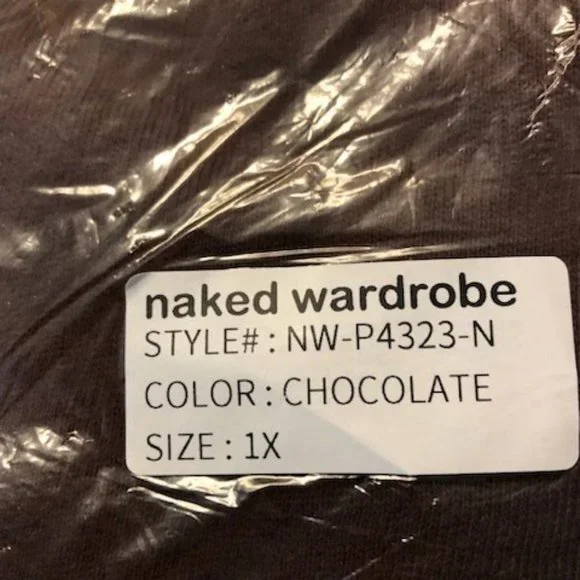 naked wardrobe
STYLE# : NW-P4323-N
COLOR : CHOCOLATE
SIZE : 1X